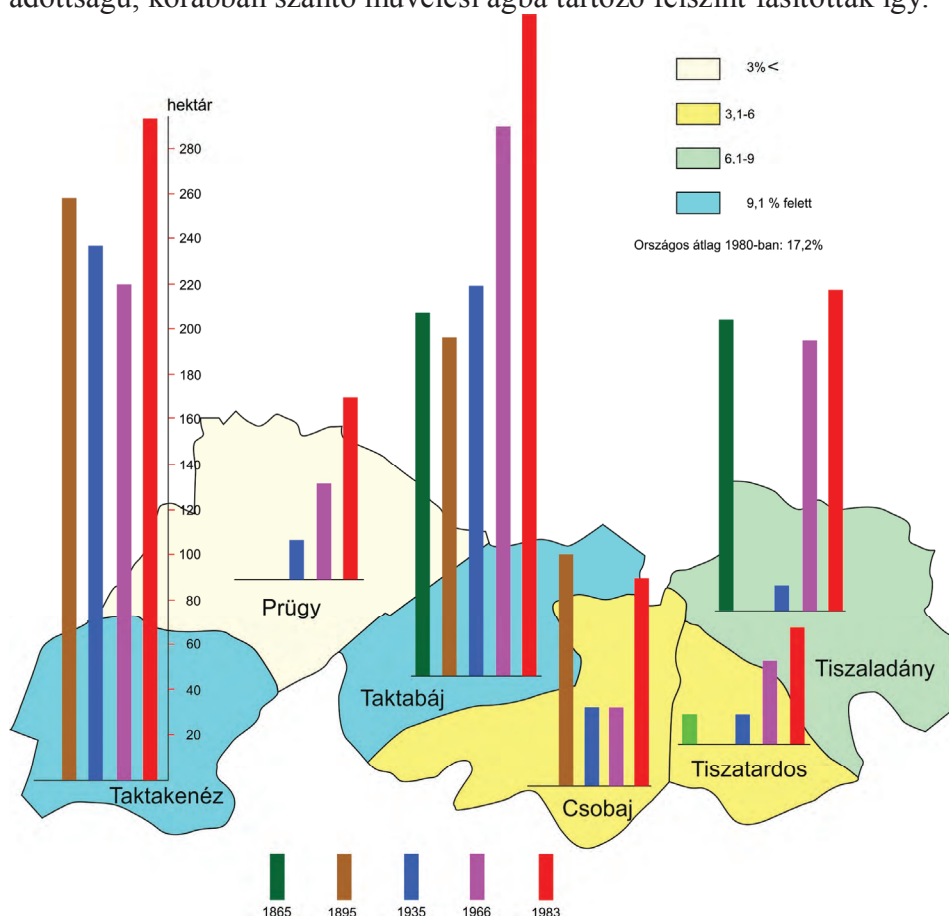 adottságú, korábban szántó művelési ágba tartozó felszínt fásítottak így.
3% <
3,1-6
6.1-9
9,1 % felett
Országos átlag 1980-ban: 17,2%
hektár
280
260
240
220
200
180
160
140
120
100
80
60
40
20
Prügy
Taktabáj
Tiszaladány
Tiszatardos
Taktakenéz
Csobaj
1865
1895
1935
1966
1983